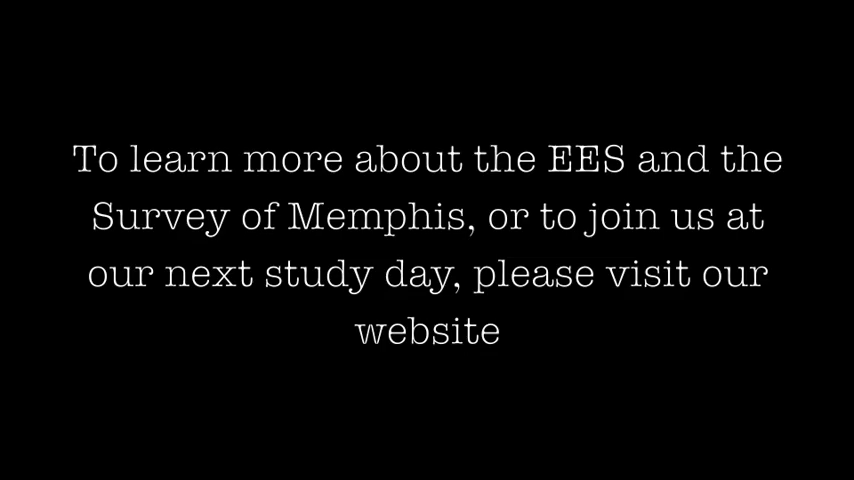 To learn more about the EES and the
Survey of Memphis, or to join us at
our next study day, please visit our
website